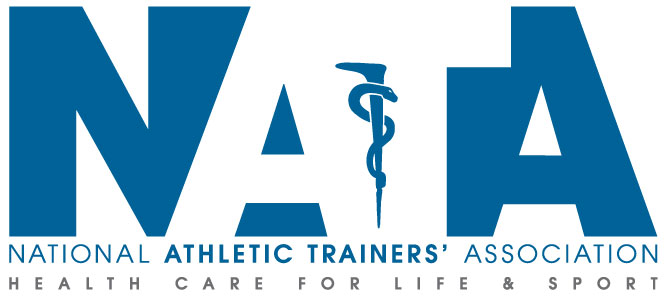 NATA
NATIONAL ATHLETIC TRAINERS’ ASSOCIATION
HEALTH CARE FOR LIFE & SPORT